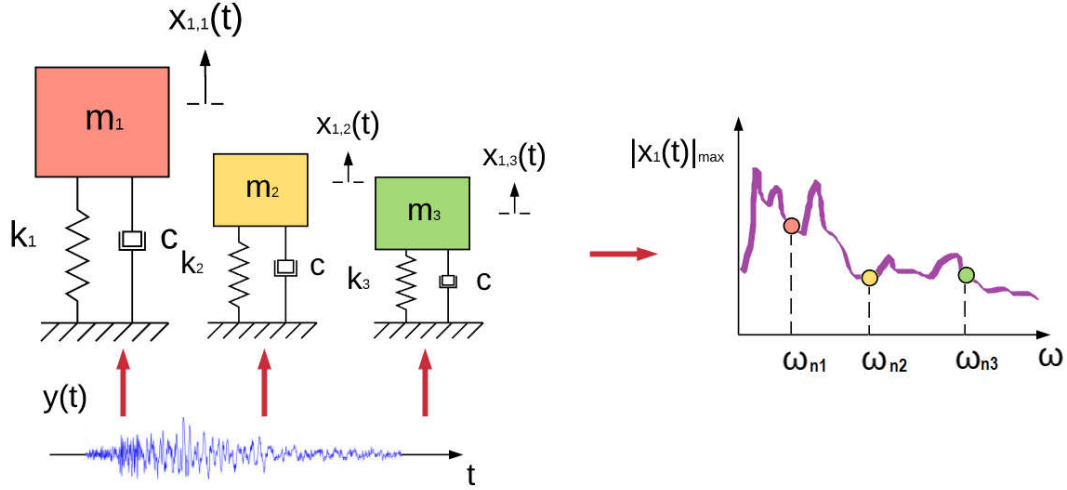 x1,1(t)
m1
k1
c
x1,2(t)
m2
k2
c
x1,3(t)
m3
k3
c
y(t)
t
|x1(t)|max
ωn1
ωn2
ωn3
ω